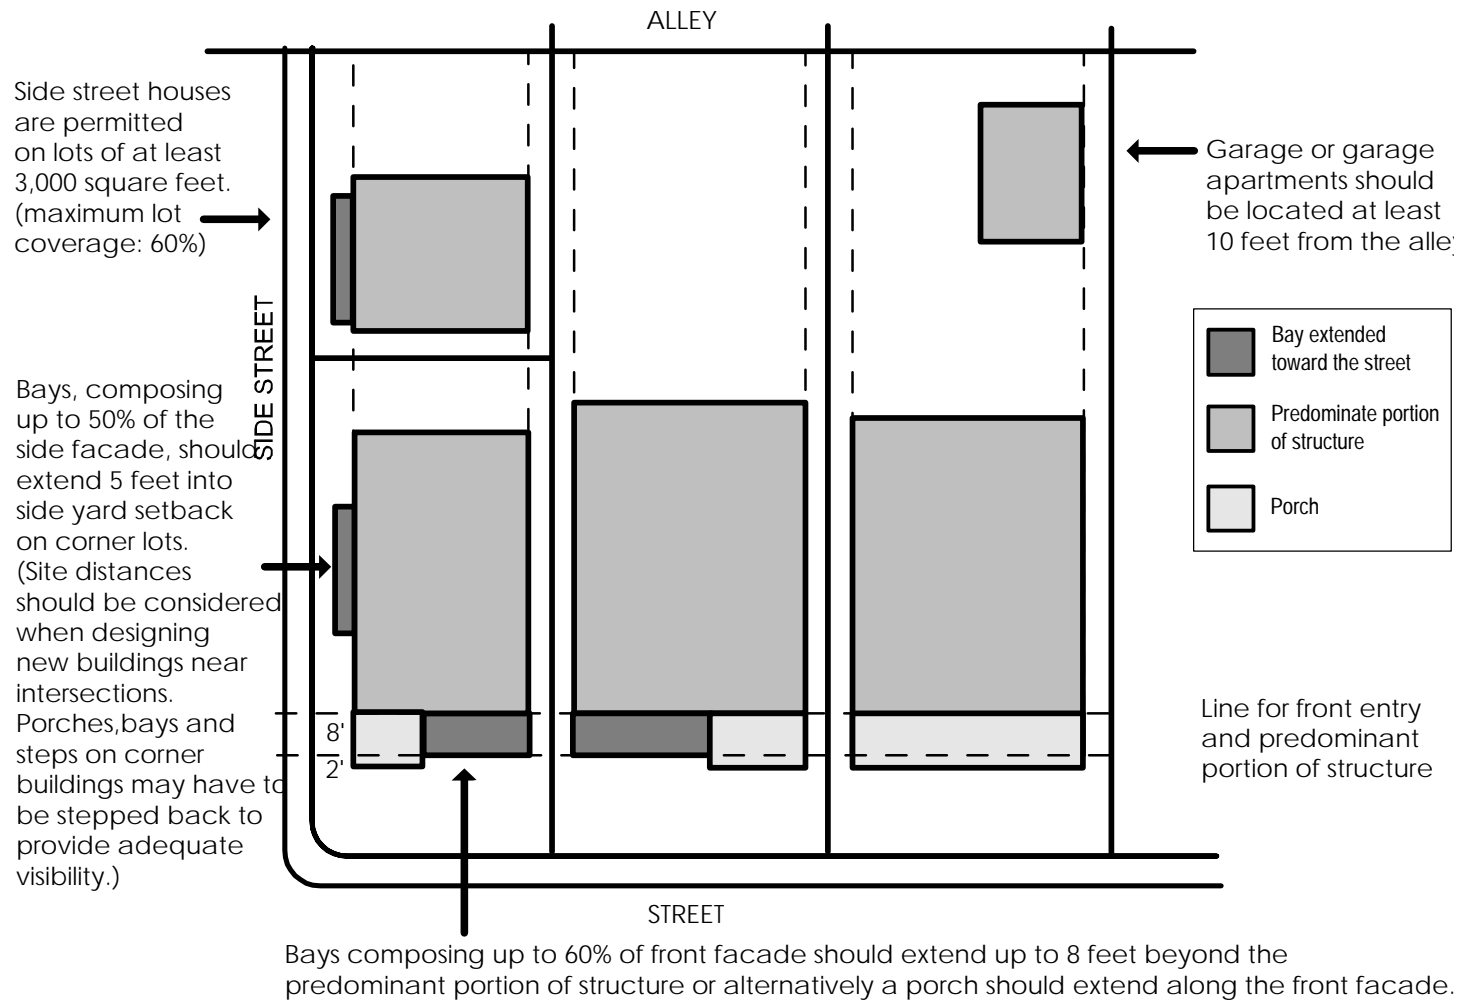 ALLEY
Side street houses
are permitted
on lots of at least
3,000 square feet.
(maximum lot
coverage: 60%)
Garage or garage
apartments should
be located at least
10 feet from the alley
Bay extended
toward the street
Predominate portion
of structure
Porch
SIDE STREET
Bays, composing
up to 50% of the
side facade, should
extend 5 feet into
side yard setback
on corner lots.
(Site distances
should be considered
when designing
new buildings near
intersections.
Porches,bays and
steps on corner
buildings may have to
be stepped back to
provide adequate
visibility.)
8'
2'
Line for front entry
and predominant
portion of structure
STREET
Bays composing up to 60% of front facade should extend up to 8 feet beyond the
predominant portion of structure or alternatively a porch should extend along the front facade.